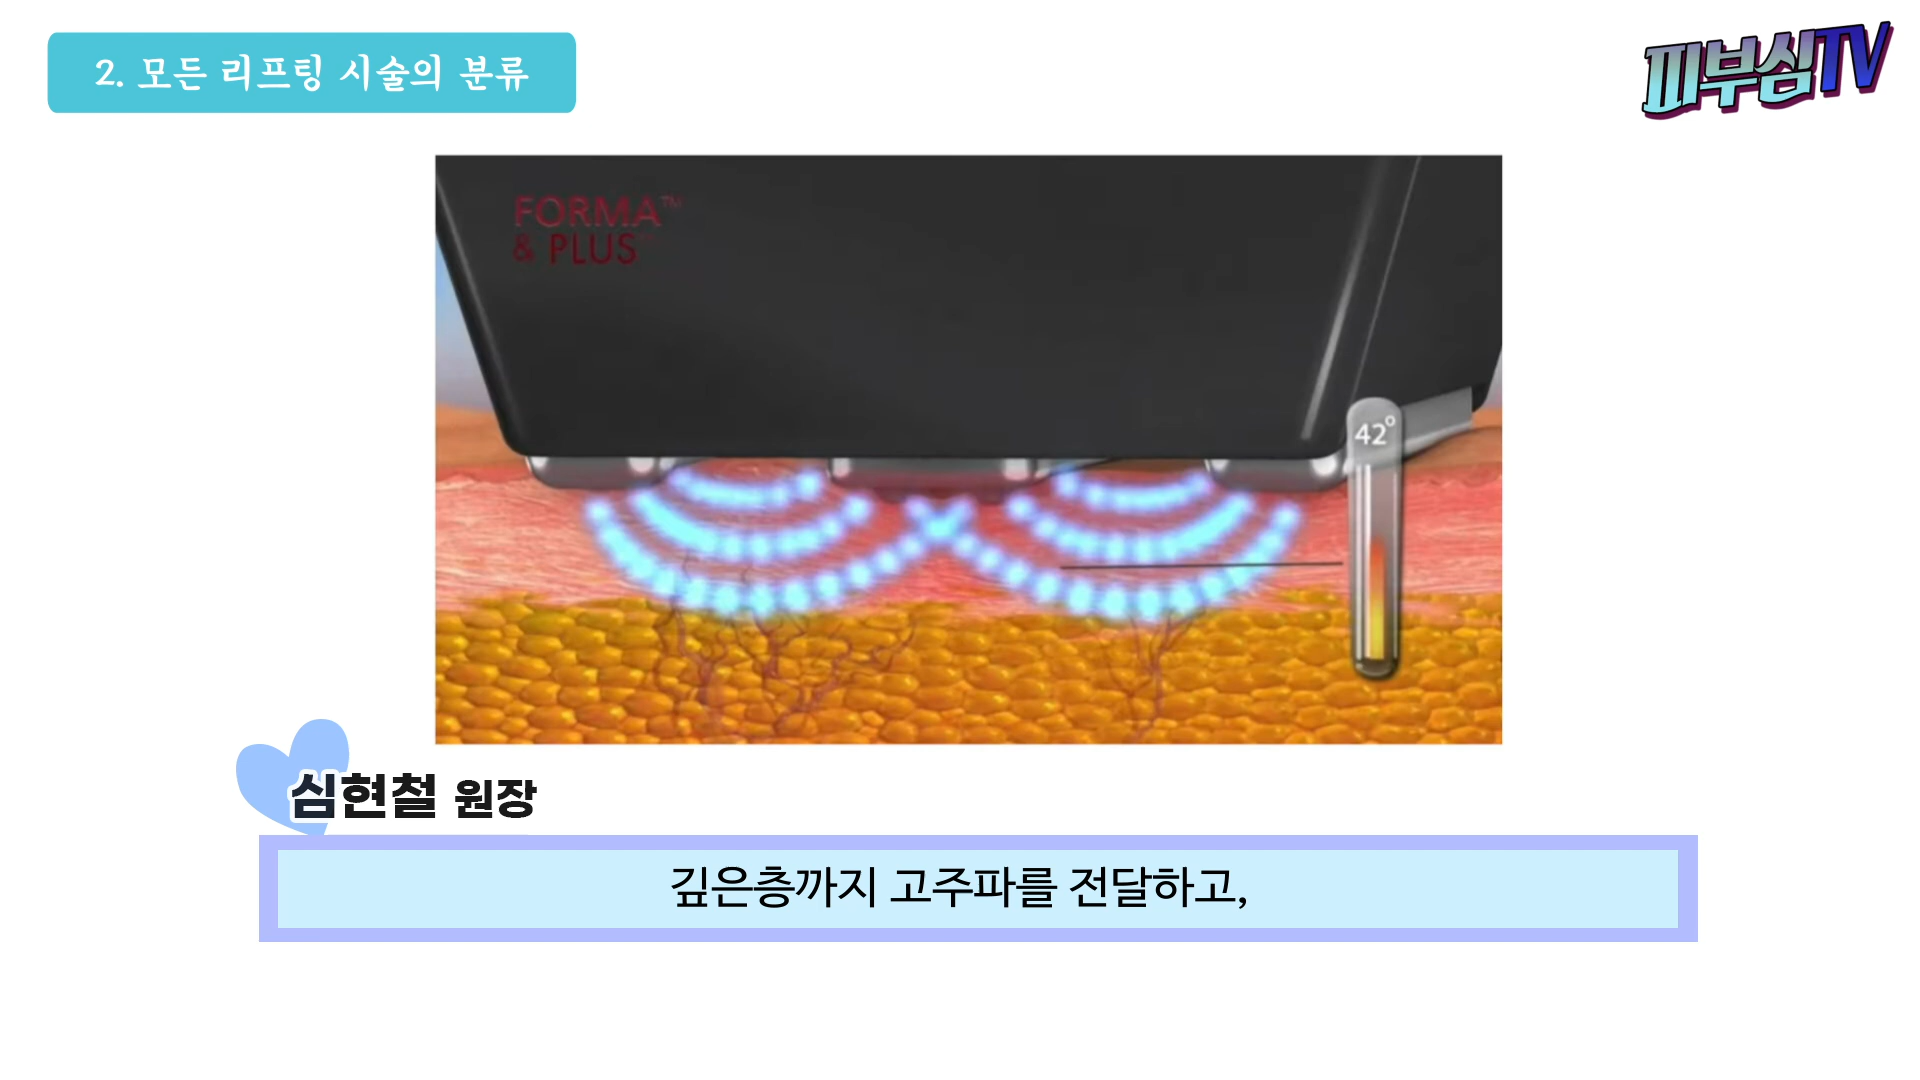 2. 모든 리프팅 시술의 분류
피부심TV
FORMA™
& PLUS
42°
심현철 원장
깊은층까지 고주파를 전달하고,